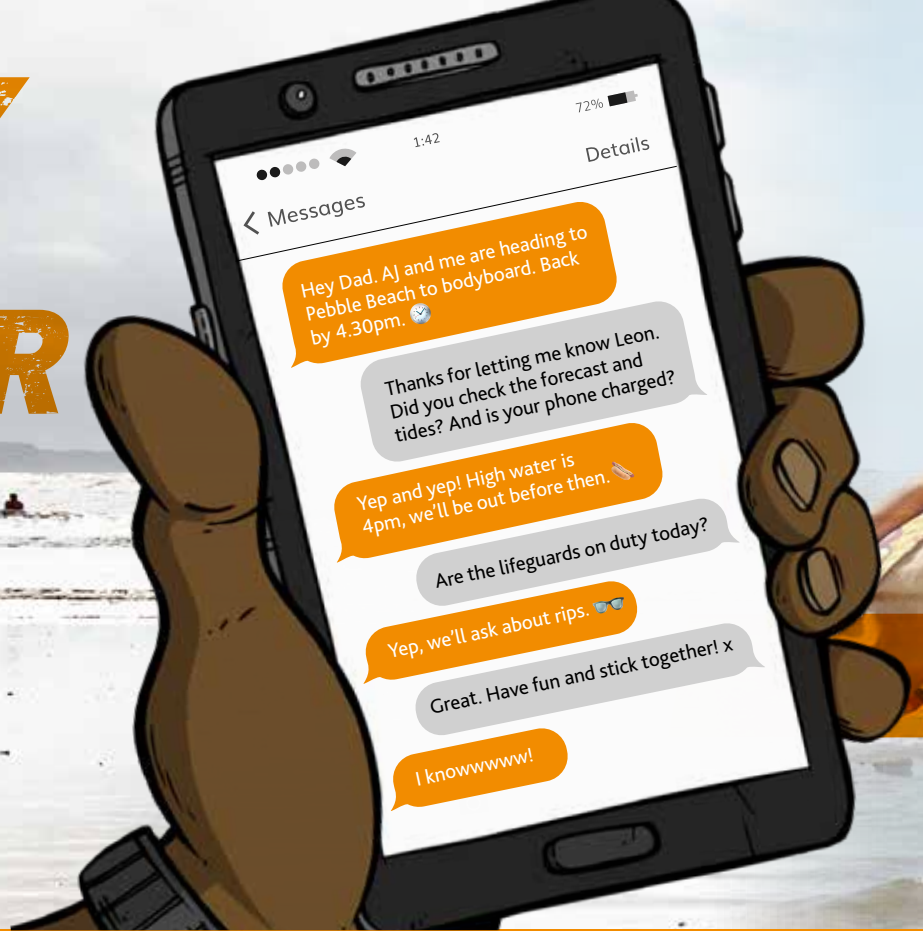 Y
R
1:42
72%
Messages
Details
Hey Dad. AJ and me are heading to
Pebble Beach to bodyboard. Back
by 4.30pm.
Thanks for letting me know Leon.
Did you check the forecast and
tides? And is your phone charged?
Yep and yep! High water is
4pm, we'll be out before then.
Are the lifeguards on duty today?
Yep, we'll ask about rips.
Great. Have fun and stick together! x
I knowwwww!